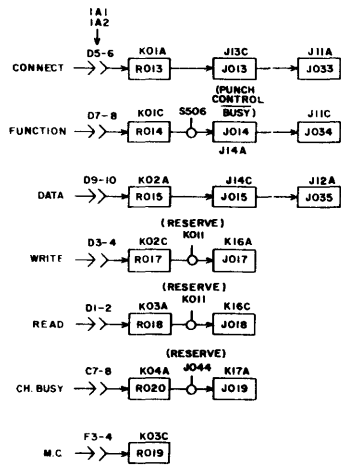 1A1
1A2
D5-6 K01A J13C J11A
CONNECT R013 J013 J033
(PUNCH
CONTROL
BUSY)
D7-8 K01C S506 J11C
FUNCTION R014 J014 J034
J14A
D9-10 K02A J14C J12A
DATA R015 J015 J035
(RESERVE)
D3-4 K02C K011 K16A
WRITE R017 J017
(RESERVE)
D1-2 K03A K011 K16C
READ R018 J018
(RESERVE)
C7-8 K04A J044 K17A
CH. BUSY R020 J019
F3-4 K03C
M.C R019